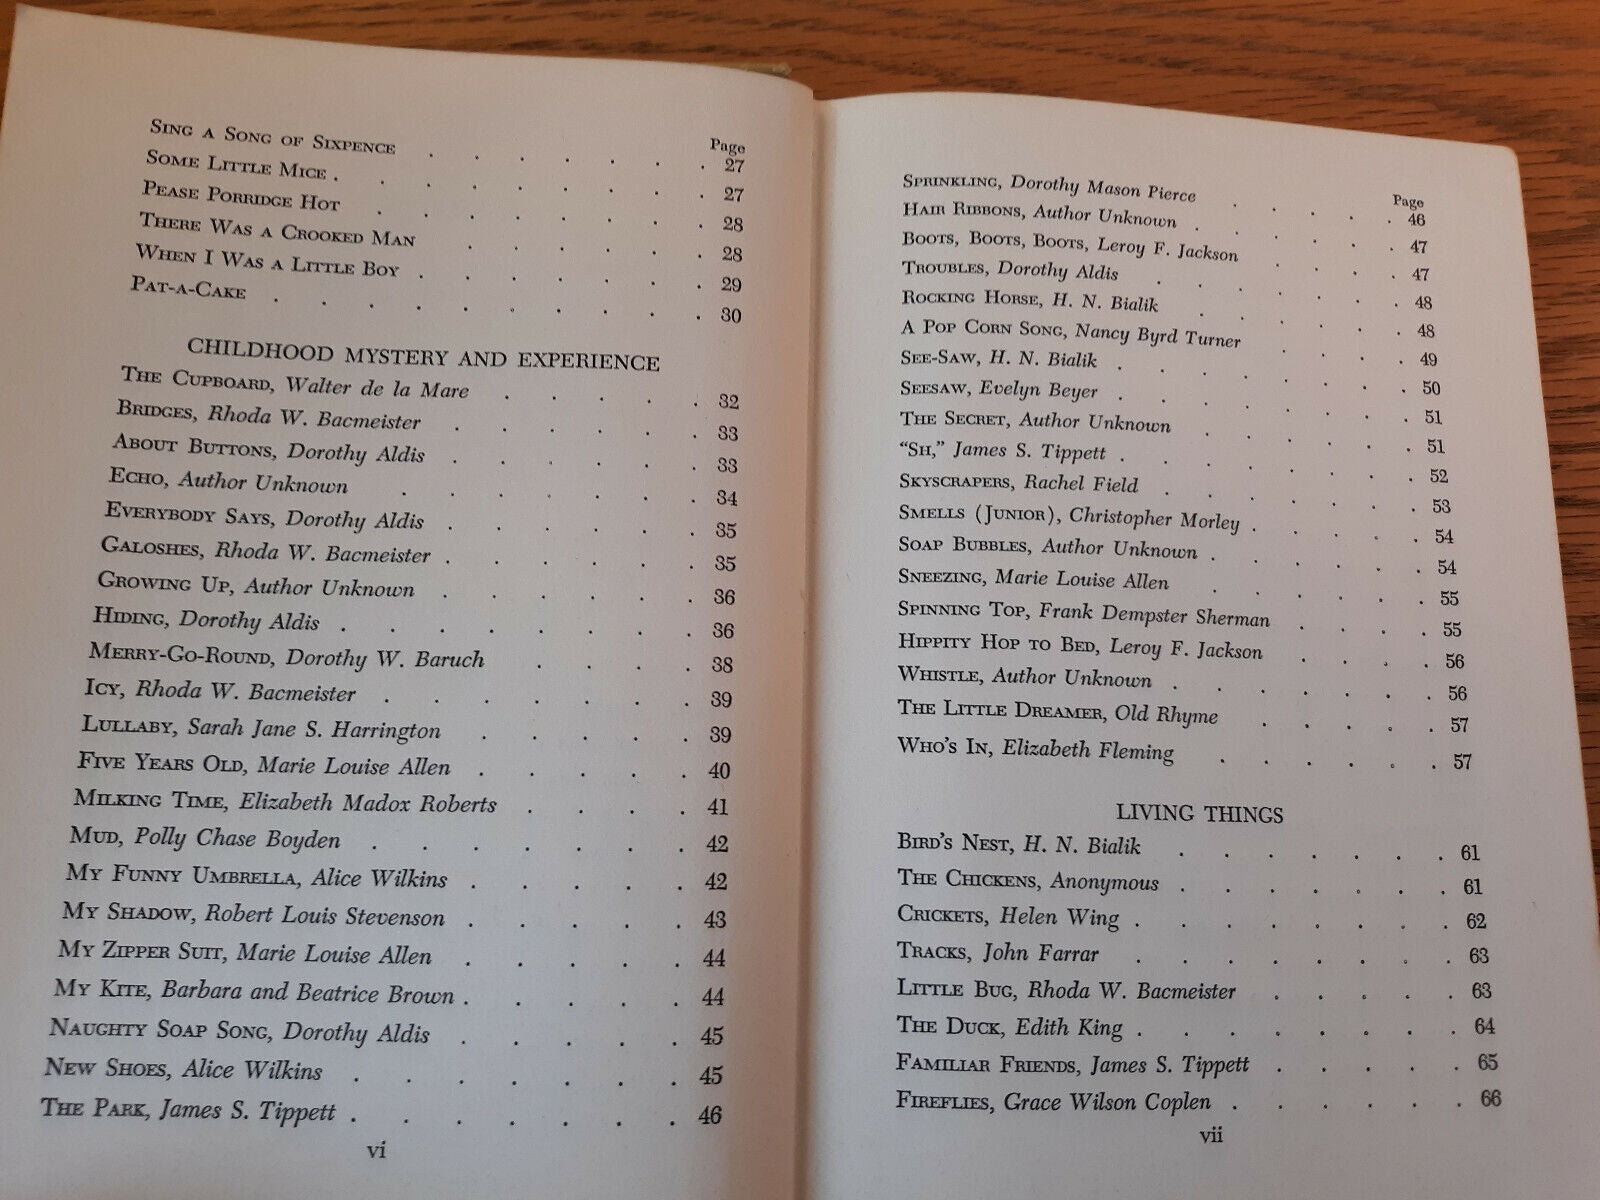 Page
Sing a Song of Sixpence . . . . . . . 27
Some Little Mice . . . . . . . . 27
Pease Porridge Hot . . . . . . . 28
There Was a Crooked Man . . . . . . 28
When I Was a Little Boy . . . . . . 29
Pat-a-Cake . . . . . . . . . . 30
CHILDHOOD MYSTERY AND EXPERIENCE
The Cupboard, Walter de la Mare . . . . . 32
Bridges, Rhoda W. Bacmeister . . . . . . 33
About Buttons, Dorothy Aldis . . . . . . 33
Echo, Author Unknown . . . . . . . 34
Everybody Says, Dorothy Aldis . . . . . . 35
Galoshes, Rhoda W. Bacmeister . . . . . . 35
Growing Up, Author Unknown . . . . . . 36
Hiding, Dorothy Aldis . . . . . . . . 36
Merry-Go-Round, Dorothy W. Baruch . . . . 38
Icy, Rhoda W. Bacmeister . . . . . . . 39
Lullaby, Sarah Jane S. Harrington . . . . . 39
Five Years Old, Marie Louise Allen . . . . . 40
Milking Time, Elizabeth Madox Roberts . . . . 41
Mud, Polly Chase Boyden . . . . . . . 42
My Funny Umbrella, Alice Wilkins . . . . . 42
My Shadow, Robert Louis Stevenson . . . . . 43
My Zipper Suit, Marie Louise Allen . . . . . 44
My Kite, Barbara and Beatrice Brown . . . . . 44
Naughty Soap Song, Dorothy Aldis . . . . . 45
New Shoes, Alice Wilkins . . . . . . . 45
The Park, James S. Tippett . . . . . . . 46
vi
Page
Sprinkling, Dorothy Mason Pierce . . . . . 46
Hair Ribbons, Author Unknown . . . . . . 47
Boots, Boots, Boots, Leroy F. Jackson . . . . 47
Troubles, Dorothy Aldis . . . . . . . 48
Rocking Horse, H. N. Bialik . . . . . . 48
A Pop Corn Song, Nancy Byrd Turner . . . . 49
See-Saw, H. N. Bialik . . . . . . . . 50
Seesaw, Evelyn Beyer . . . . . . . . 51
The Secret, Author Unknown . . . . . . 51
“Sh,” James S. Tippett . . . . . . . . 52
Skyscrapers, Rachel Field . . . . . . . 53
Smells (Junior), Christopher Morley . . . . . 54
Soap Bubbles, Author Unknown . . . . . . 54
Sneezing, Marie Louise Allen . . . . . . 55
Spinning Top, Frank Dempster Sherman . . . . 55
Hippity Hop to Bed, Leroy F. Jackson . . . . 56
Whistle, Author Unknown . . . . . . . 56
The Little Dreamer, Old Rhyme . . . . . 57
Who's In, Elizabeth Fleming . . . . . . 57
LIVING THINGS
Bird's Nest, H. N. Bialik . . . . . . . 61
The Chickens, Anonymous . . . . . . . 61
Crickets, Helen Wing . . . . . . . . 62
Tracks, John Farrar . . . . . . . . 63
Little Bug, Rhoda W. Bacmeister . . . . . 63
The Duck, Edith King . . . . . . . . 64
Familiar Friends, James S. Tippett . . . . . 65
Fireflies, Grace Wilson Coplen . . . . . . 66
vii